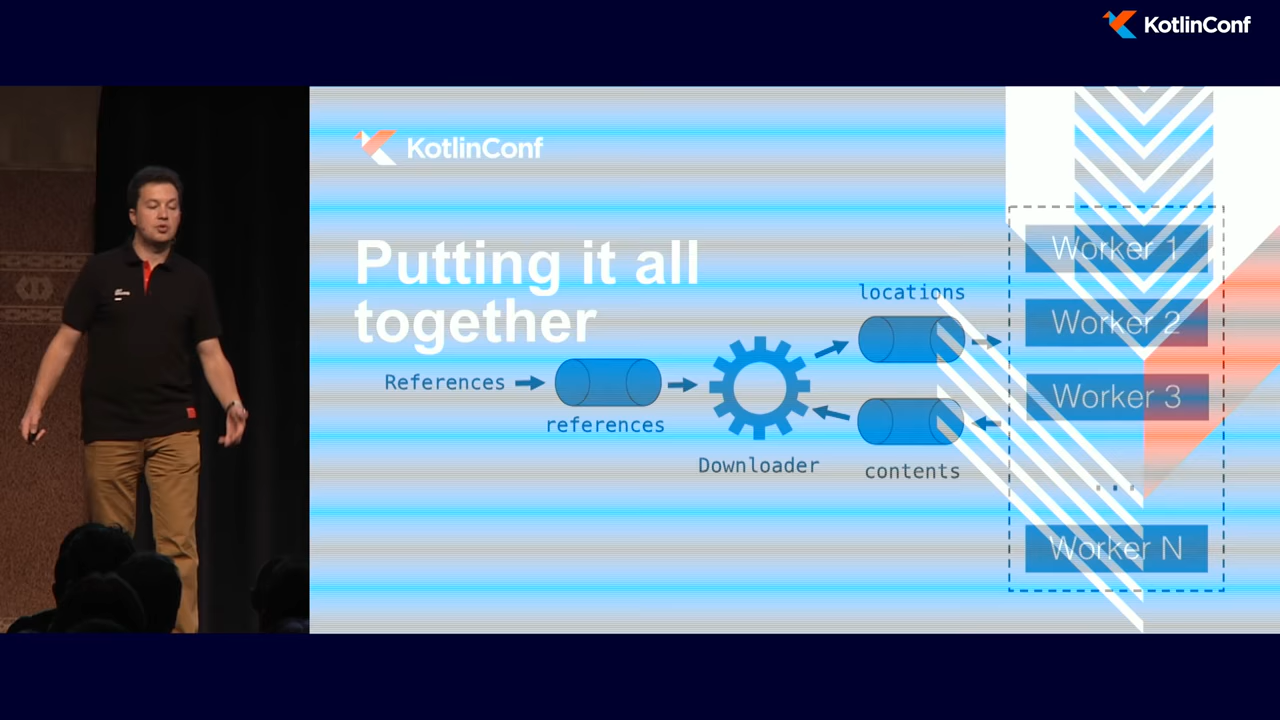 KotlinConf
KotlinConf
Putting it all
together
locations
References
references
Downloader
contents
Worker 1
Worker 2
Worker 3
...
Worker N